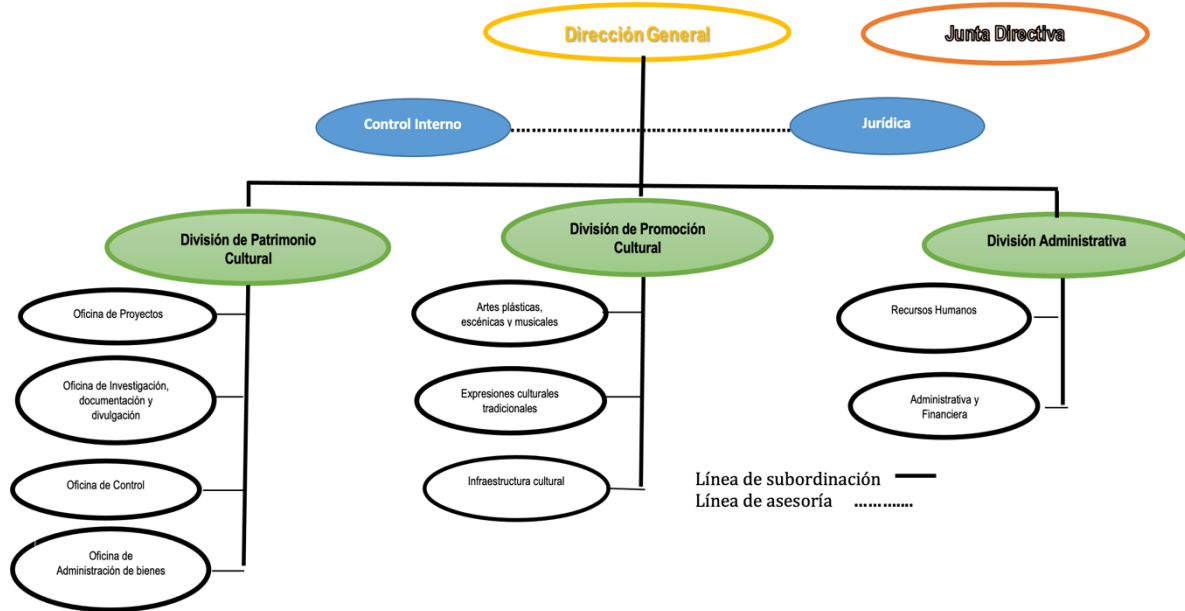 Dirección General
Junta Directiva
Control Interno
Jurídica
División de Patrimonio
Cultural
División de Promoción
Cultural
División Administrativa
Oficina de Proyectos
Oficina de Investigación,
documentación y
divulgación
Oficina de Control
Oficina de
Administración de bienes
Artes plásticas,
escénicas y musicales
Expresiones culturales
tradicionales
Infraestructura cultural
Recursos Humanos
Administrativa y
Financiera
Línea de subordinación
Línea de asesoría